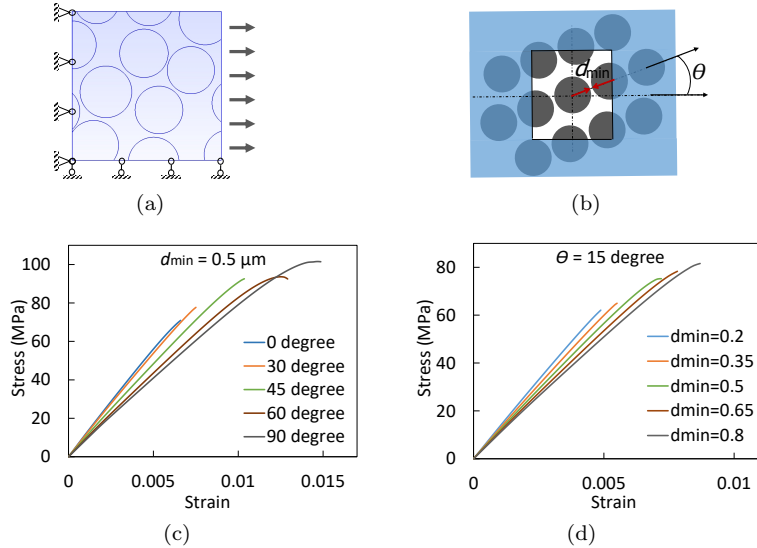 (a)
d_min
θ
(b)
d_min = 0.5 µm
100
80
60
40
20
0
Stress (MPa)
0 degree
30 degree
45 degree
60 degree
90 degree
0
0.005
0.01
0.015
Strain
(c)
Θ = 15 degree
80
60
40
20
0
Stress (MPa)
dmin=0.2
dmin=0.35
dmin=0.5
dmin=0.65
dmin=0.8
0
0.005
0.01
Strain
(d)